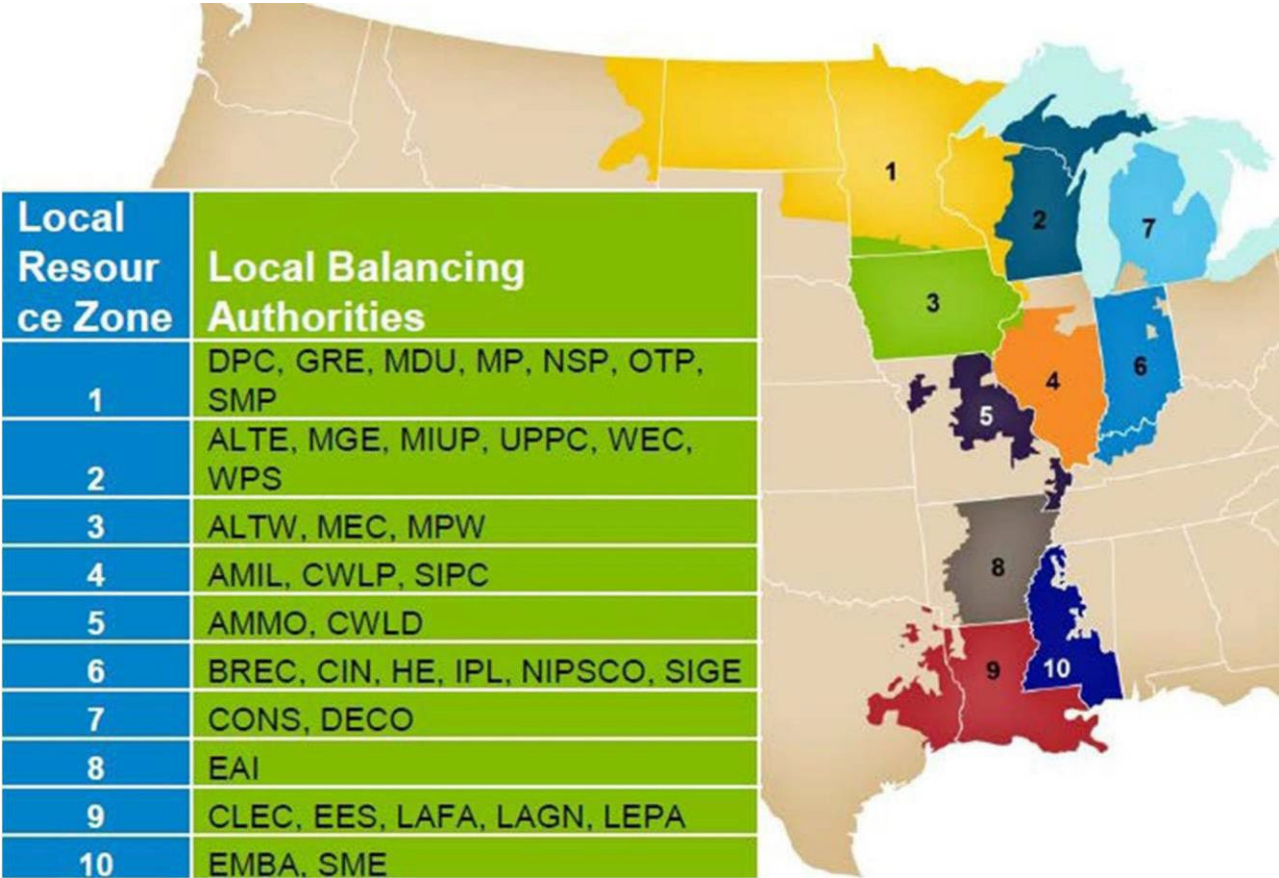 Local
Resour
ce Zone
Local Balancing
Authorities
1
DPC, GRE, MDU, MP, NSP, OTP,
SMP
2
ALTE, MGE, MIUP, UPPC, WEC,
WPS
3
ALTW, MEC, MPW
4
AMIL, CWLP, SIPC
5
AMMO, CWLD
6
BREC, CIN, HE, IPL, NIPSCO, SIGE
7
CONS, DECO
8
EAI
9
CLEC, EES, LAFA, LAGN, LEPA
10
EMBA, SME
1
2
7
3
4
6
5
8
9
10